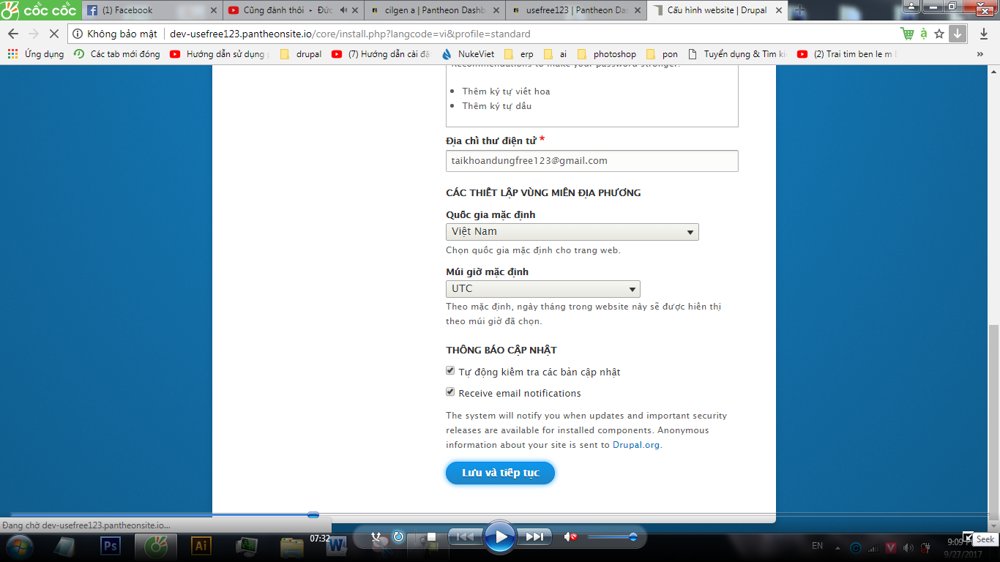 cốc cốc
(1) Facebook
Cũng đành thôi ► Đức
cilgen a | Pantheon Dashb
usefree123 | Pantheon Das
Cấu hình website | Drupal
Không bảo mật | dev-usefree123.pantheonsite.io/core/install.php?langcode=vi&profile=standard
Ứng dụng
Các tab mới đóng
Hướng dẫn sử dụng
drupal
(7) Hướng dẫn cài đặ
NukeViet
erp
ai
photoshop
pon
Tuyển dụng & Tìm ki
(2) Trai tim ben le m
»
Recommendations to make your password stronger:
Thêm ký tự viết hoa
Thêm ký tự dấu
Địa chỉ thư điện tử *
taikhoandungfree123@gmail.com
CÁC THIẾT LẬP VÙNG MIỀN ĐỊA PHƯƠNG
Quốc gia mặc định
Việt Nam
Chọn quốc gia mặc định cho trang web.
Múi giờ mặc định
UTC
Theo mặc định, ngày tháng trong website này sẽ được hiển thị
theo múi giờ đã chọn.
THÔNG BÁO CẬP NHẬT
Tự động kiểm tra các bản cập nhật
Receive email notifications
The system will notify you when updates and important security
releases are available for installed components. Anonymous
information about your site is sent to Drupal.org.
Lưu và tiếp tục
Đang chờ dev-usefree123.pantheonsite.io...
07:32
Ps
Ai
W
EN
9:09
Seek
9/27/2017